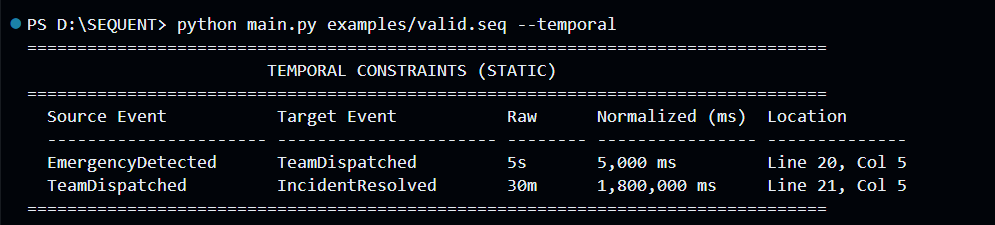 PS D:\SEQUENT> python main.py examples/valid.seq --temporal
================================================================================
TEMPORAL CONSTRAINTS (STATIC)
================================================================================
Source Event Target Event Raw Normalized (ms) Location
---------------------- ---------------------- -------- ---------------- --------------
EmergencyDetected TeamDispatched 5s 5,000 ms Line 20, Col 5
TeamDispatched IncidentResolved 30m 1,800,000 ms Line 21, Col 5
================================================================================